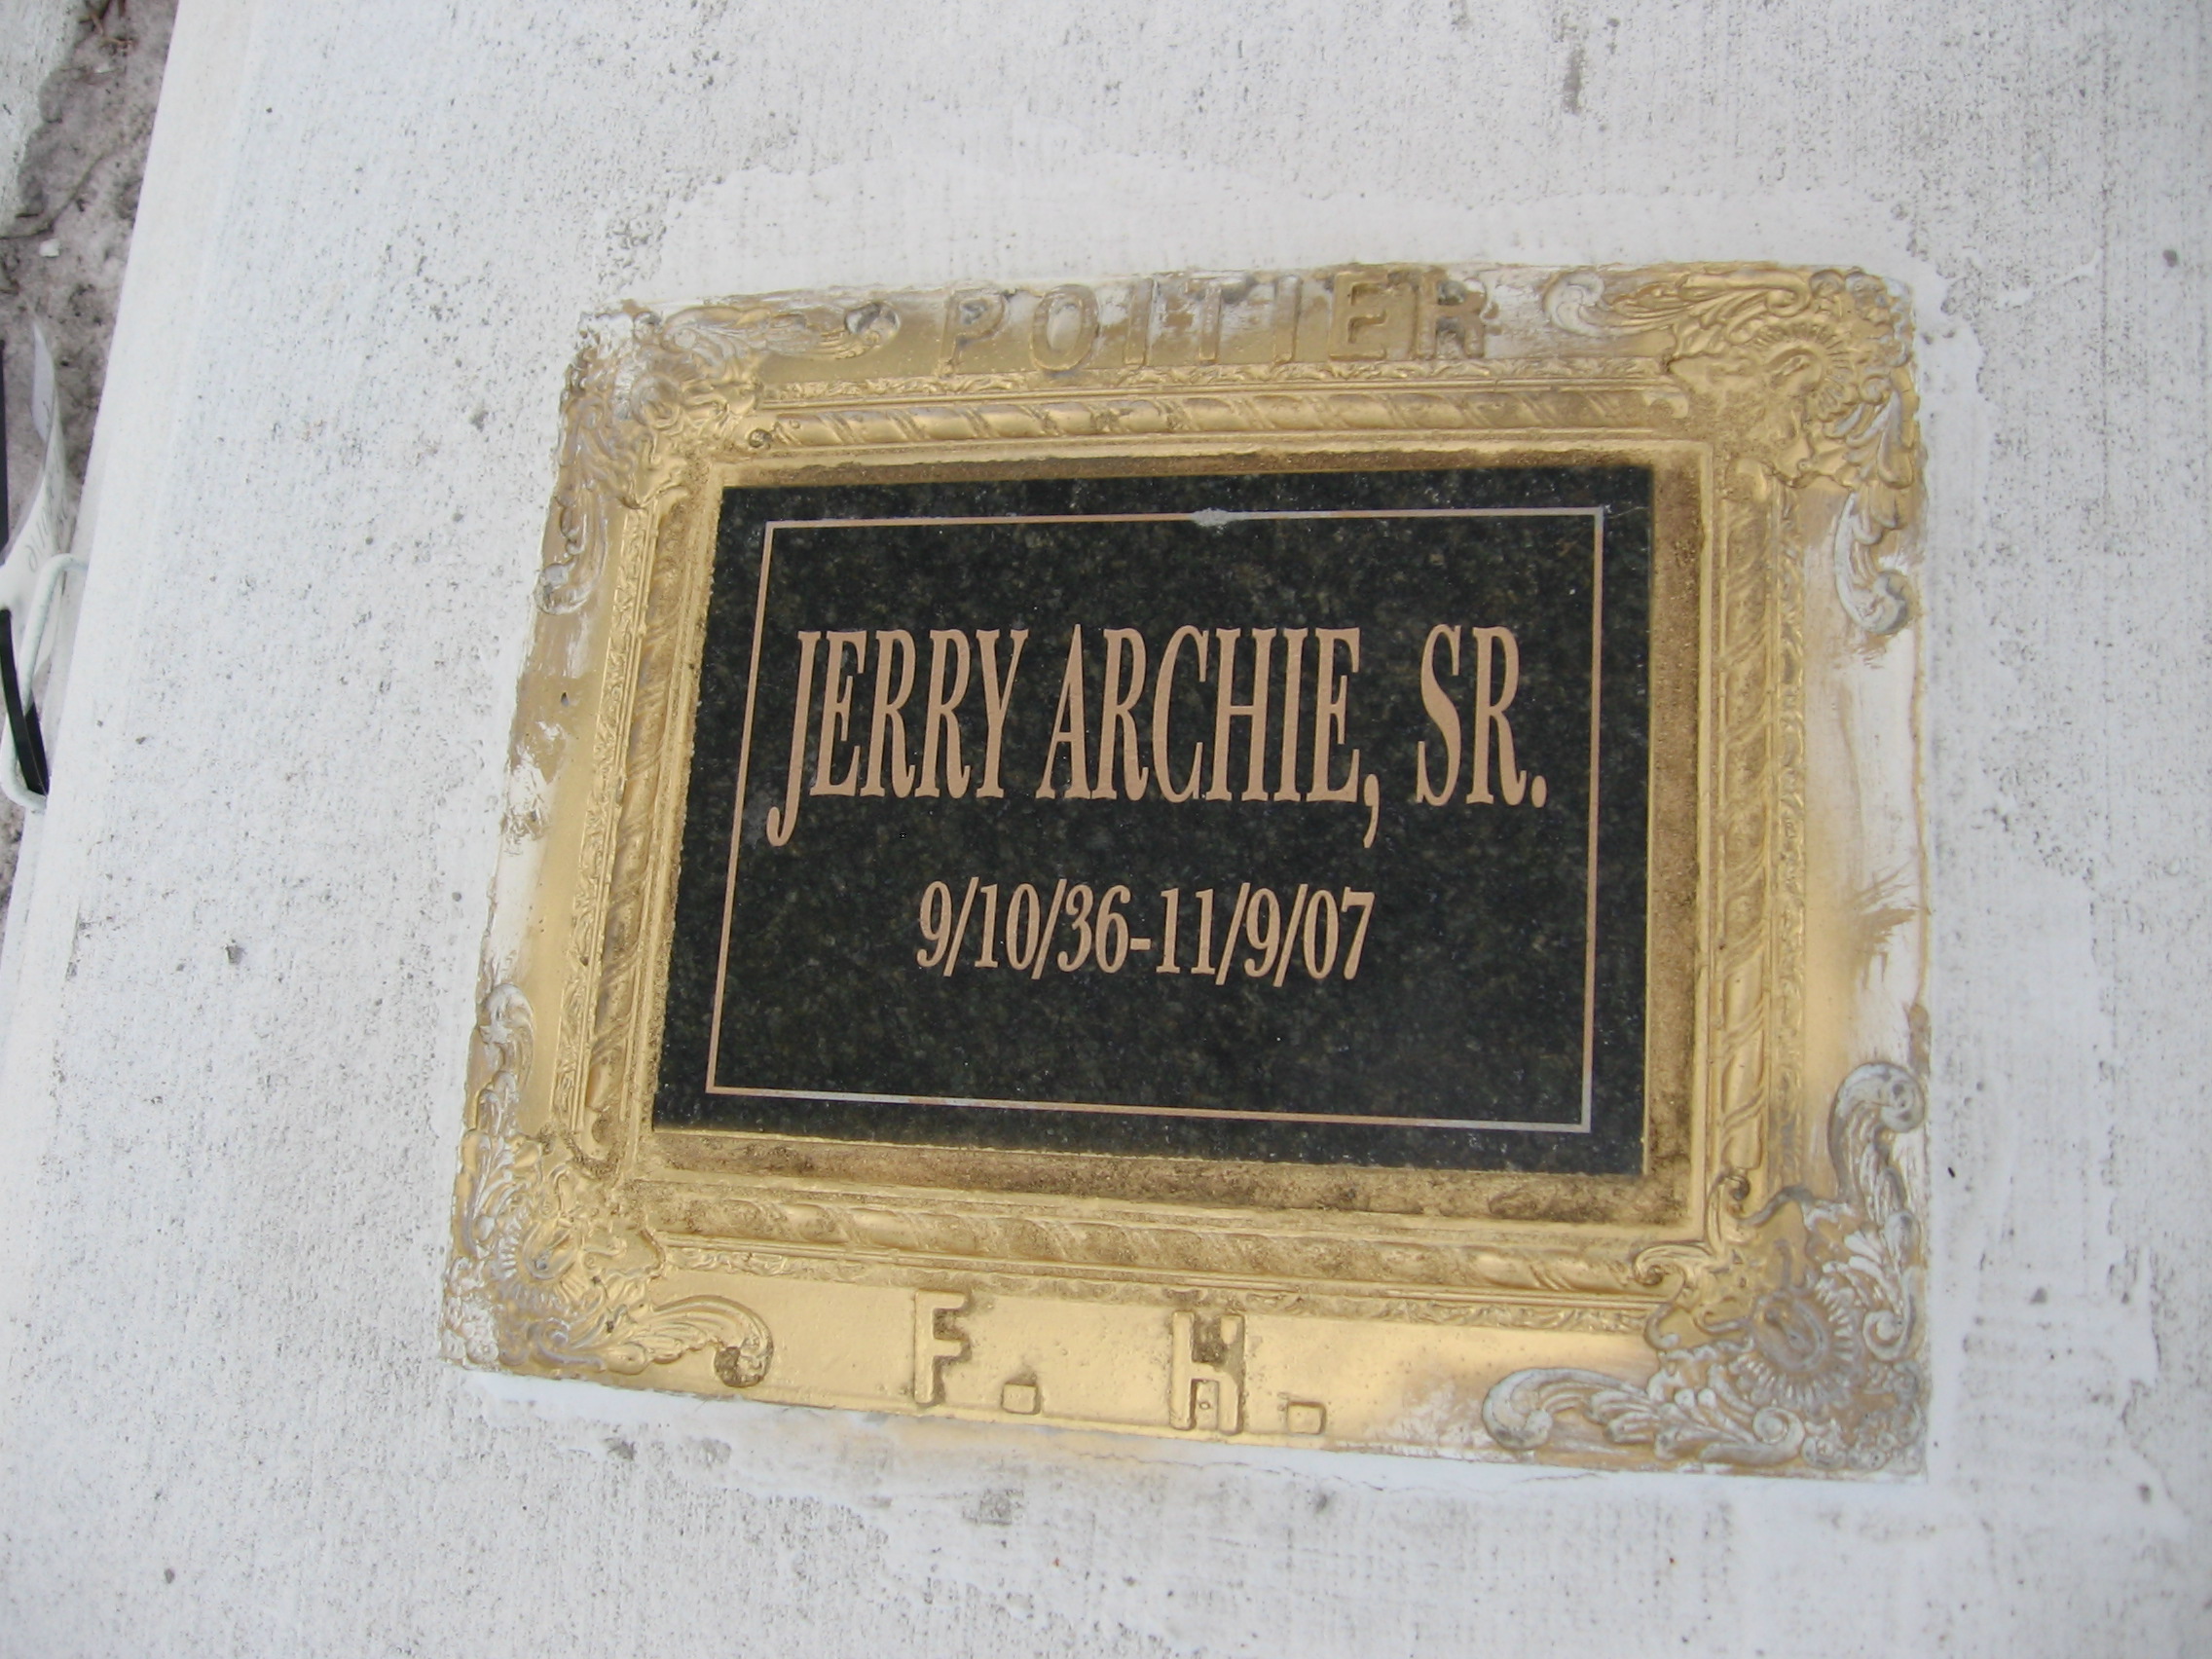 POITIER
JERRY ARCHIE, SR.
9/10/36-11/9/07
F. H.